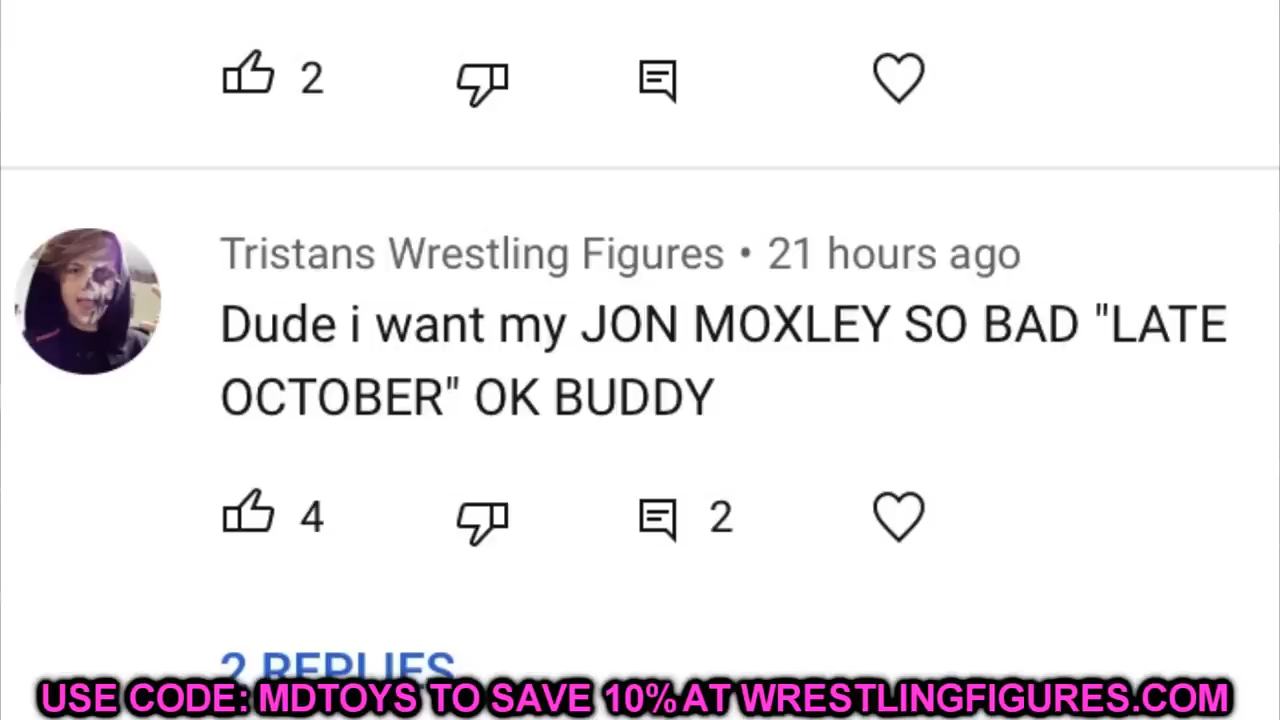 2
Tristans Wrestling Figures • 21 hours ago
Dude i want my JON MOXLEY SO BAD "LATE
OCTOBER" OK BUDDY
4 2
2 REPLIES
USE CODE: MDTOYS TO SAVE 10% AT WRESTLINGFIGURES.COM